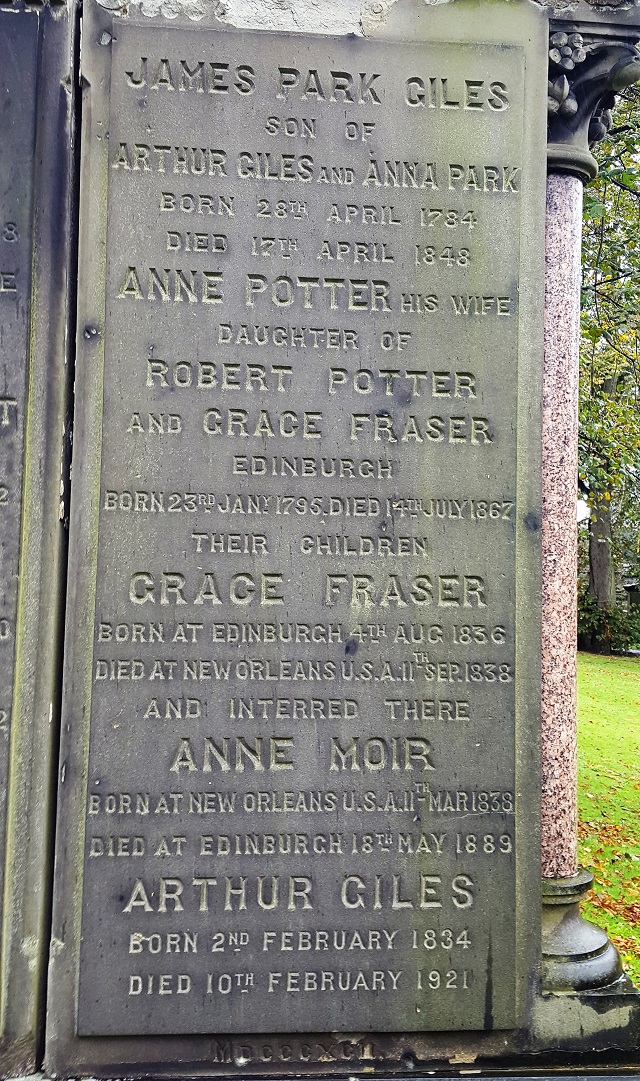 JAMES PARK GILES
SON OF
ARTHUR GILES AND ANNA PARK
BORN 28TH APRIL 1784
DIED 17TH APRIL 1848
ANNE POTTER HIS WIFE
DAUGHTER OF
ROBERT POTTER
AND GRACE FRASER
EDINBURGH
BORN 23RD JANY 1795. DIED 14TH JULY 1867
THEIR CHILDREN
GRACE FRASER
BORN AT EDINBURGH 4TH AUG 1836
DIED AT NEW ORLEANS U.S.A. 11TH SEP. 1838
AND INTERRED THERE
ANNE MOIR
BORN AT NEW ORLEANS U.S.A. 11TH MAR 1838
DIED AT EDINBURGH 18TH MAY 1889
ARTHUR GILES
BORN 2ND FEBRUARY 1834
DIED 10TH FEBRUARY 1921
MDCCCXCII.